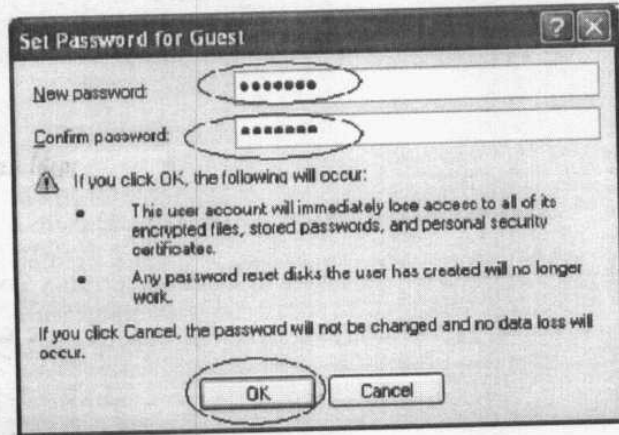 Set Password for Guest
New password: •••••••
Confirm password: •••••••
If you click OK, the following will occur:
• This user account will immediately lose access to all of its
encrypted files, stored passwords, and personal security
certificates.
• Any password reset disks the user has created will no longer
work.
If you click Cancel, the password will not be changed and no data loss will
occur.
OK Cancel